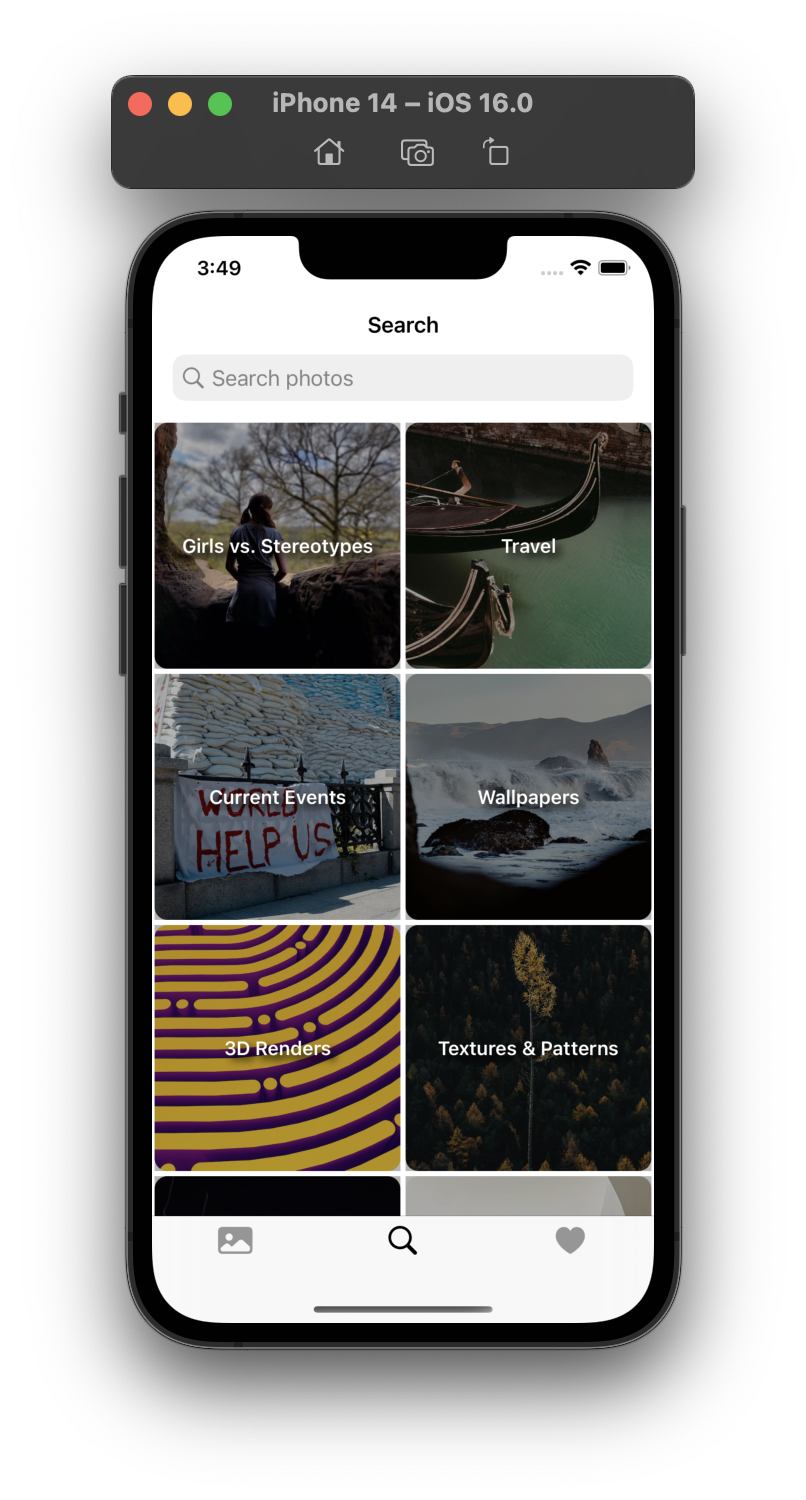 iPhone 14 – iOS 16.0
3:49
Search
Search photos
Girls vs. Stereotypes
Travel
Current Events
WORLD
HELP US
Wallpapers
3D Renders
Textures & Patterns